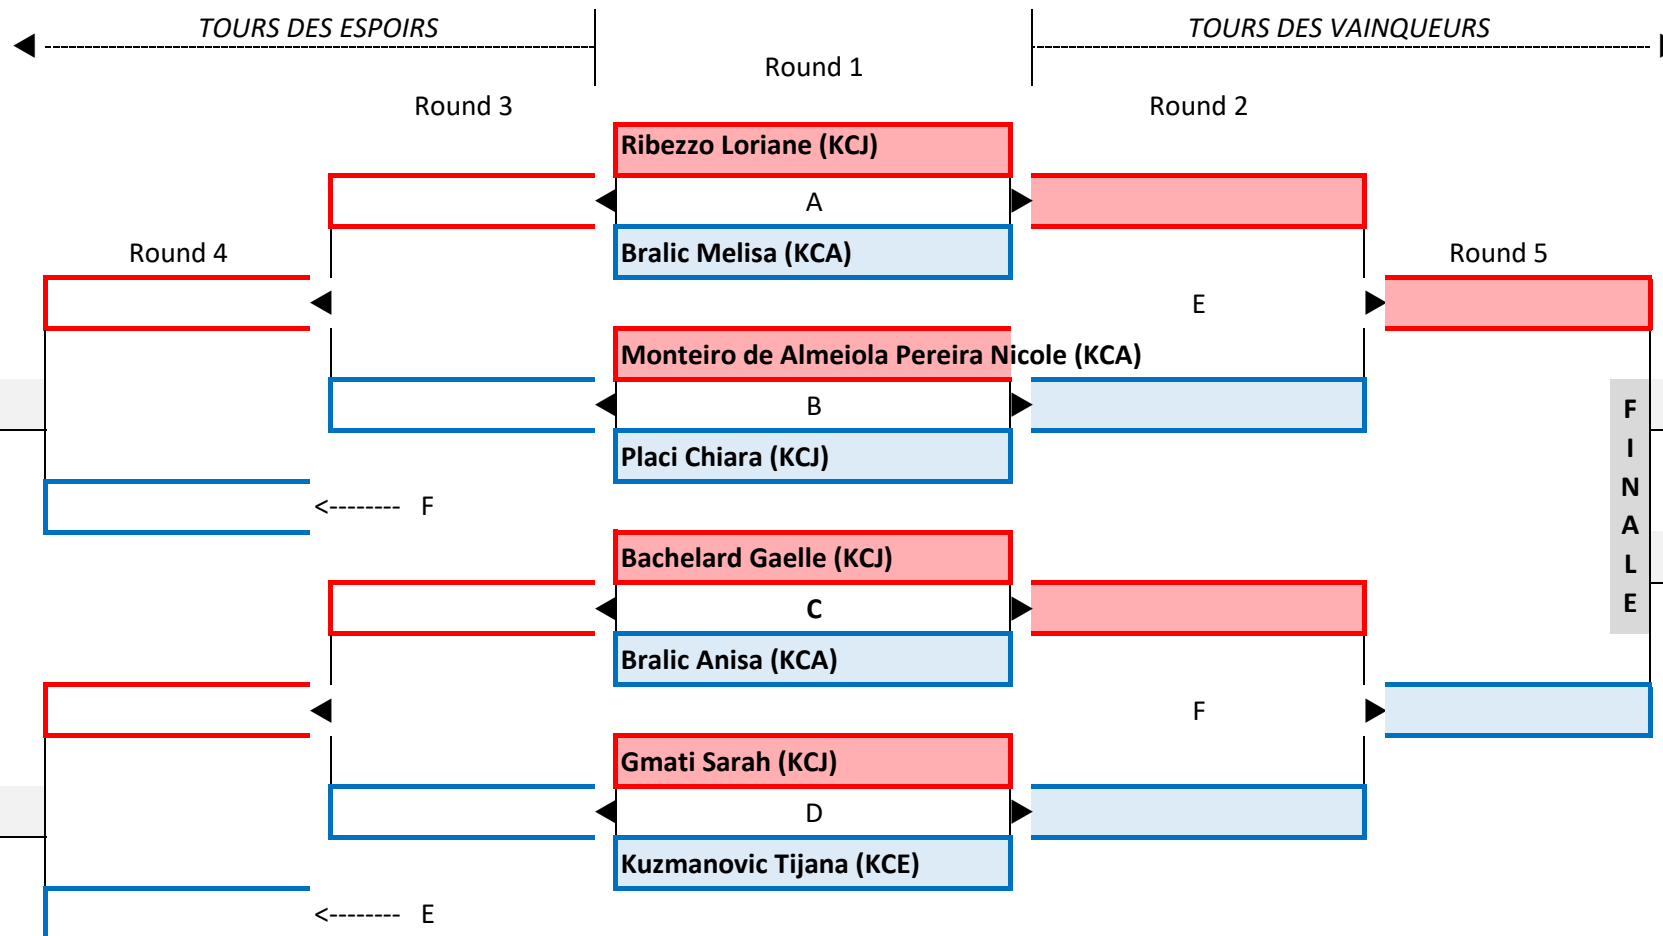 TOURS DES ESPOIRS
TOURS DES VAINQUEURS
Round 1
Round 3
Round 2
Ribezzo Loriane (KCJ)
A
Bralic Melisa (KCA)
Round 4
Round 5
E
Monteiro de Almeiola Pereira Nicole (KCA)
B
Placi Chiara (KCJ)
FINALE
<-------- F
Bachelard Gaelle (KCJ)
C
Bralic Anisa (KCA)
F
Gmati Sarah (KCJ)
D
Kuzmanovic Tijana (KCE)
<-------- E